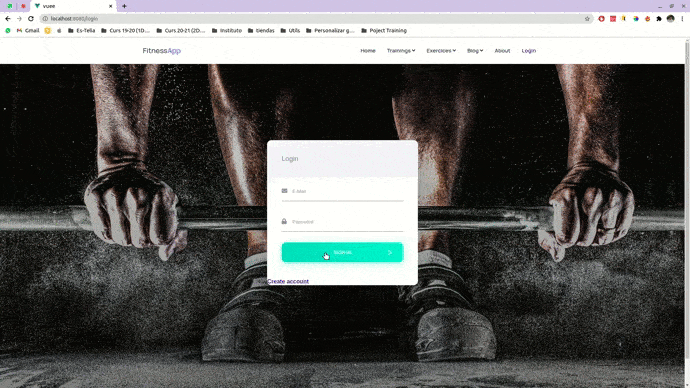 vuee
localhost:8080/login
Gmail
Es-Telia
Curs 19-20 (1D:...
Curs 20-21 (2D:...
Instituto
tiendas
Utils
Personalizar g...
Poject Training
FitnessApp
Home
Trainings
Exercices
Blog
About
Login
Login
E-Mail
Password
Create account